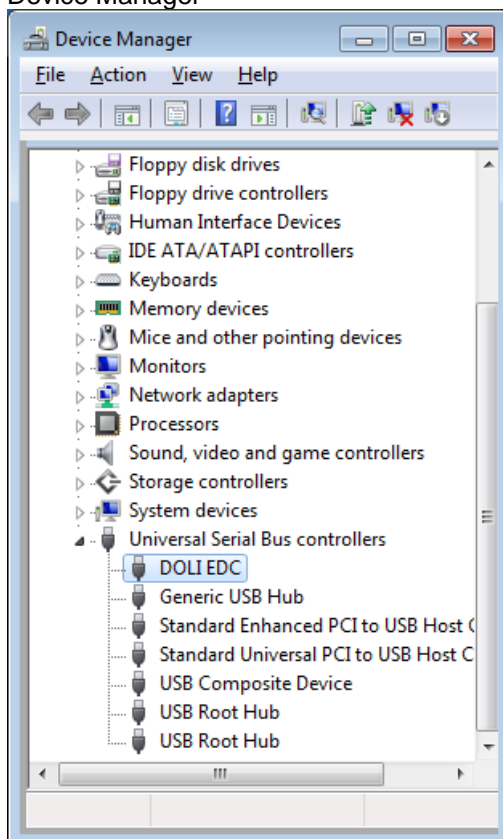 Device Manager
Device Manager
File Action View Help
Floppy disk drives
Floppy drive controllers
Human Interface Devices
IDE ATA/ATAPI controllers
Keyboards
Memory devices
Mice and other pointing devices
Monitors
Network adapters
Processors
Sound, video and game controllers
Storage controllers
System devices
Universal Serial Bus controllers
DOLI EDC
Generic USB Hub
Standard Enhanced PCI to USB Host
Standard Universal PCI to USB Host C
USB Composite Device
USB Root Hub
USB Root Hub